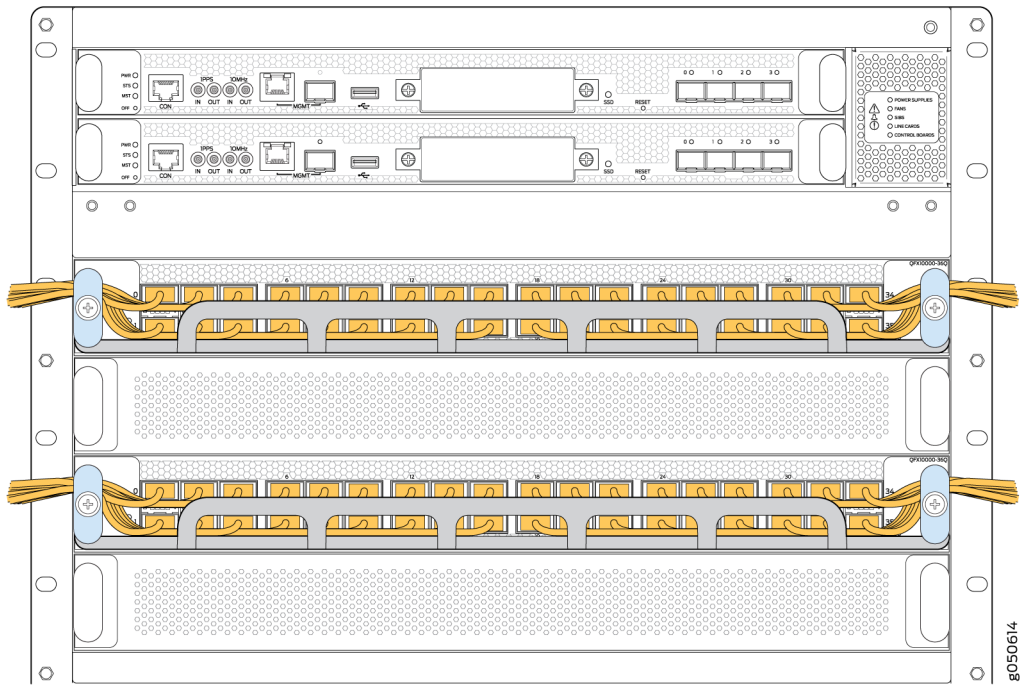 PWR
STS
MST
OFF
CON
1PPS 10MHz
IN OUT IN OUT
MGMT
SSD
RESET
0 1 2 3
POWER SUPPLIES
FANS
SIBS
LINE CARDS
CONTROL BOARDS
PWR
STS
MST
OFF
CON
1PPS 10MHz
IN OUT IN OUT
MGMT
SSD
RESET
0 1 2 3
QFX10000-36Q
0 6 12 18 24 30 34
QFX10000-36Q
0 6 12 18 24 30 34
g050614